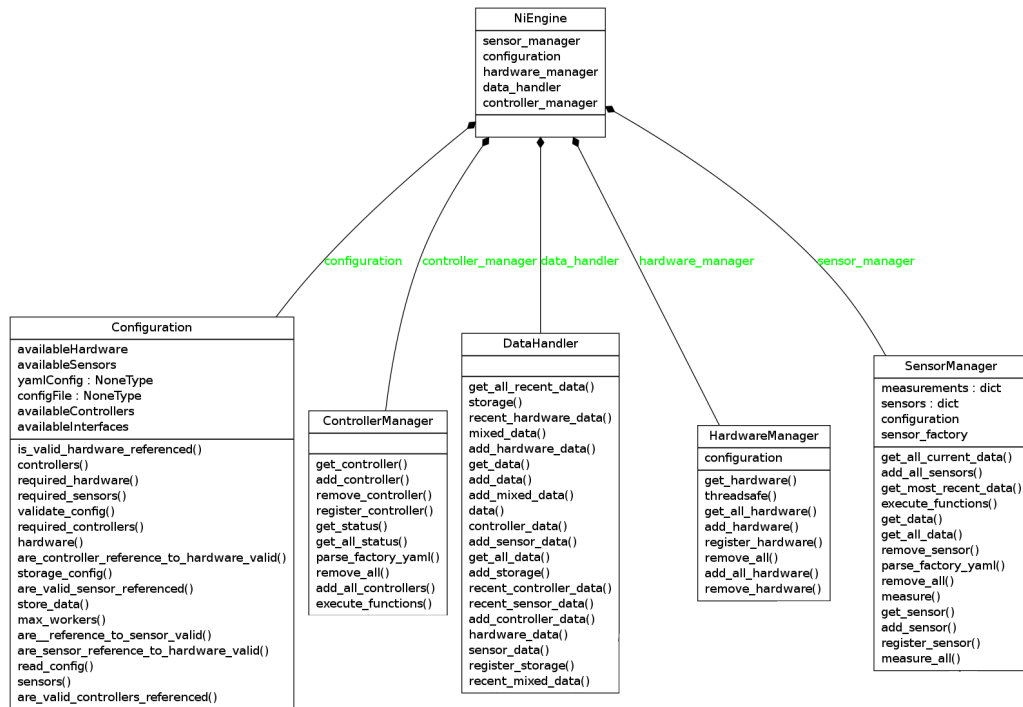 NiEngine
sensor_manager
configuration
hardware_manager
data_handler
controller_manager
configuration
controller_manager
data_handler
hardware_manager
sensor_manager
Configuration
availableHardware
availableSensors
yamlConfig : NoneType
configFile : NoneType
availableControllers
availableInterfaces
is_valid_hardware_referenced()
controllers()
required_hardware()
required_sensors()
validate_config()
required_controllers()
hardware()
are_controller_reference_to_hardware_valid()
storage_config()
are_valid_sensor_referenced()
store_data()
max_workers()
are__reference_to_sensor_valid()
are_sensor_reference_to_hardware_valid()
read_config()
sensors()
are_valid_controllers_referenced()
ControllerManager
get_controller()
add_controller()
remove_controller()
register_controller()
get_status()
get_all_status()
parse_factory_yaml()
remove_all()
add_all_controllers()
execute_functions()
DataHandler
get_all_recent_data()
storage()
recent_hardware_data()
mixed_data()
add_hardware_data()
get_data()
add_data()
add_mixed_data()
data()
controller_data()
add_sensor_data()
get_all_data()
add_storage()
recent_controller_data()
recent_sensor_data()
add_controller_data()
hardware_data()
sensor_data()
register_storage()
recent_mixed_data()
HardwareManager
configuration
get_hardware()
threadsafe()
get_all_hardware()
add_hardware()
register_hardware()
remove_all()
add_all_hardware()
remove_hardware()
SensorManager
measurements : dict
sensors : dict
configuration
sensor_factory
get_all_current_data()
add_all_sensors()
get_most_recent_data()
execute_functions()
get_data()
get_all_data()
remove_sensor()
parse_factory_yaml()
remove_all()
measure()
get_sensor()
add_sensor()
register_sensor()
measure_all()